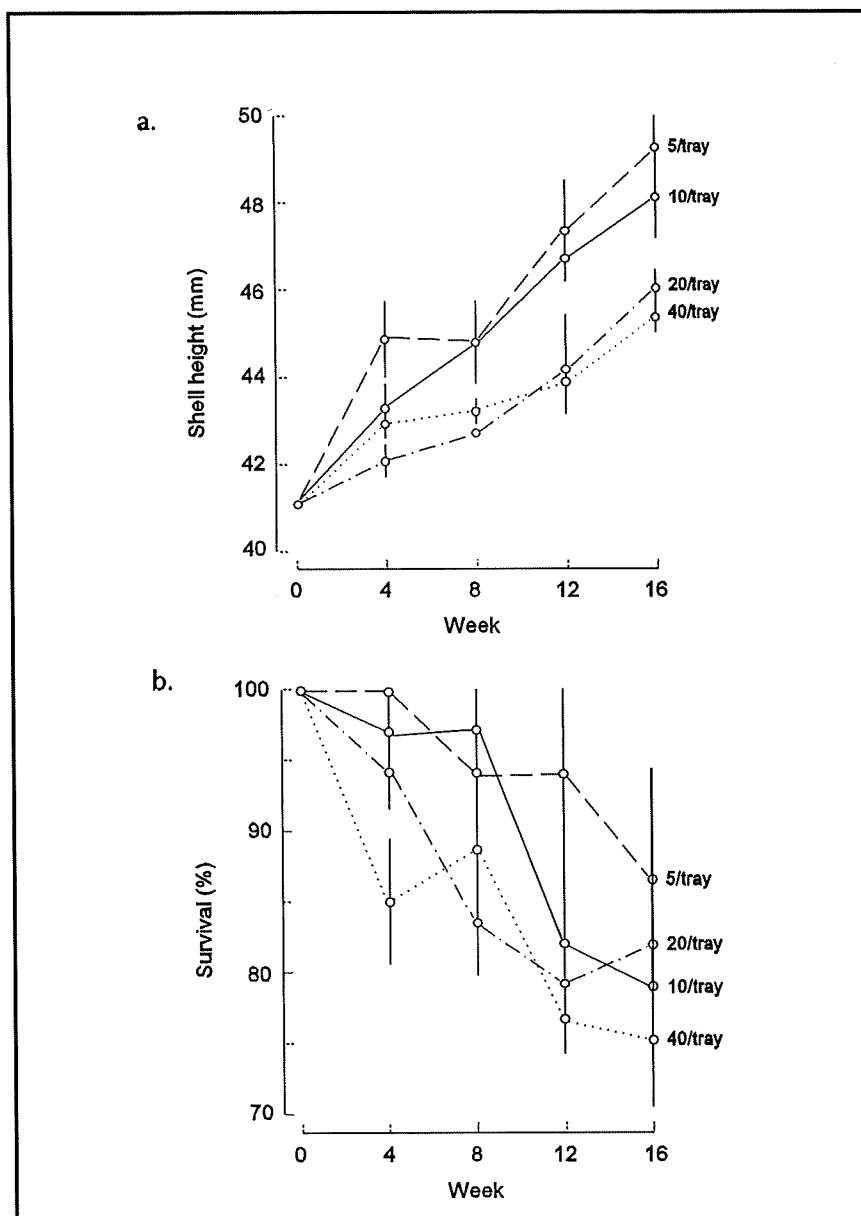 a.
50
48
46
44
42
40
Shell height (mm)
5/tray
10/tray
20/tray
40/tray
0 4 8 12 16
Week
b.
100
90
80
70
Survival (%)
5/tray
20/tray
10/tray
40/tray
0 4 8 12 16
Week